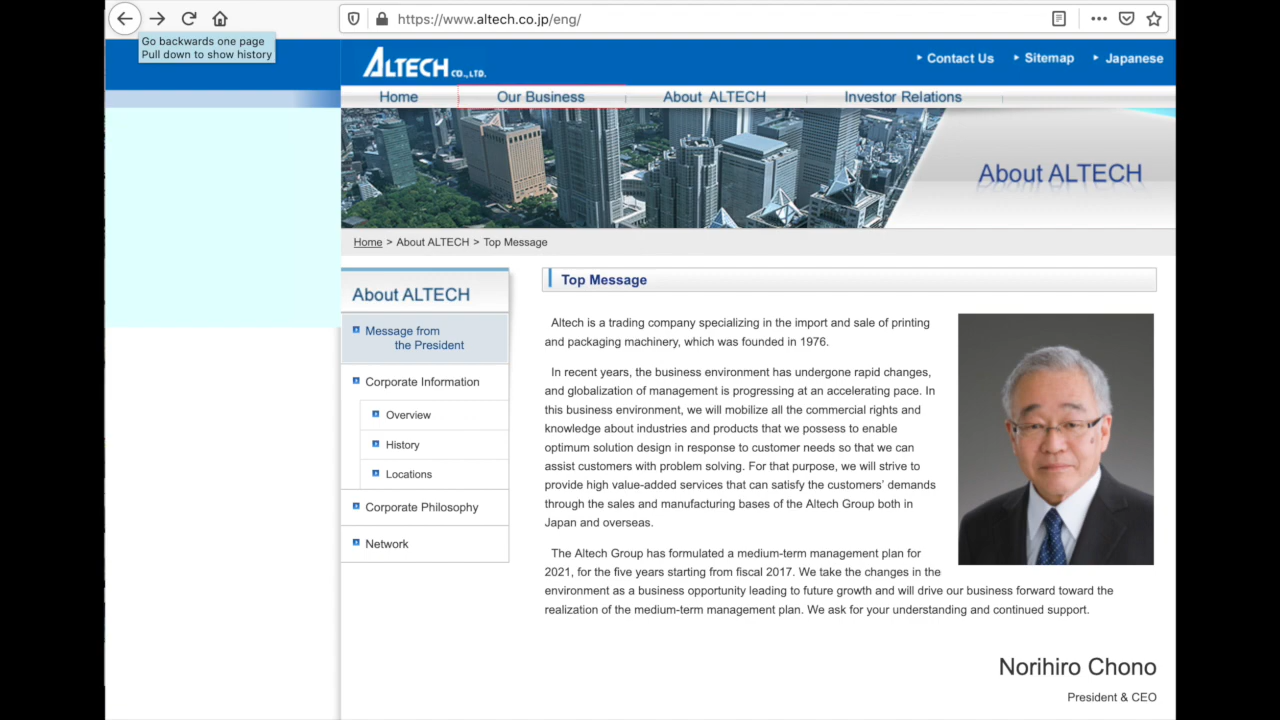 https://www.altech.co.jp/eng/
Go backwards one page
Pull down to show history
ALTECH CO.,LTD.
Contact Us Sitemap Japanese
Home Our Business About ALTECH Investor Relations
About ALTECH
Home > About ALTECH > Top Message
About ALTECH
Message from
the President
Corporate Information
Overview
History
Locations
Corporate Philosophy
Network
Top Message
Altech is a trading company specializing in the import and sale of printing
and packaging machinery, which was founded in 1976.
In recent years, the business environment has undergone rapid changes,
and globalization of management is progressing at an accelerating pace. In
this business environment, we will mobilize all the commercial rights and
knowledge about industries and products that we possess to enable
optimum solution design in response to customer needs so that we can
assist customers with problem solving. For that purpose, we will strive to
provide high value-added services that can satisfy the customers' demands
through the sales and manufacturing bases of the Altech Group both in
Japan and overseas.
The Altech Group has formulated a medium-term management plan for
2021, for the five years starting from fiscal 2017. We take the changes in the
environment as a business opportunity leading to future growth and will drive our business forward toward the
realization of the medium-term management plan. We ask for your understanding and continued support.
Norihiro Chono
President & CEO